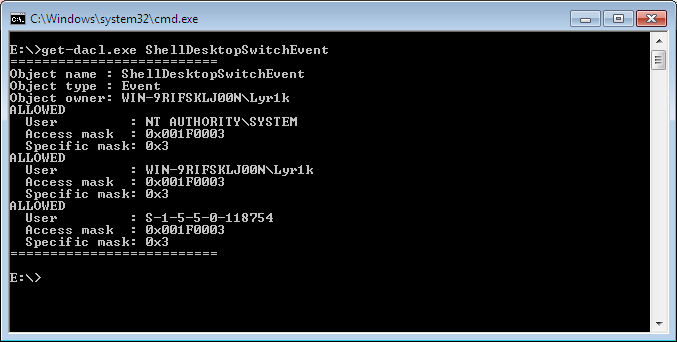 C:\Windows\system32\cmd.exe
E:\>get-dacl.exe ShellDesktopSwitchEvent
==========================
Object name : ShellDesktopSwitchEvent
Object type : Event
Object owner: WIN-9RIFSKLJ00N\Lyr1k
ALLOWED
  User         : NT AUTHORITY\SYSTEM
  Access mask  : 0x001F0003
  Specific mask: 0x3
ALLOWED
  User         : WIN-9RIFSKLJ00N\Lyr1k
  Access mask  : 0x001F0003
  Specific mask: 0x3
ALLOWED
  User         : S-1-5-5-0-118754
  Access mask  : 0x001F0003
  Specific mask: 0x3
==========================
E:\>